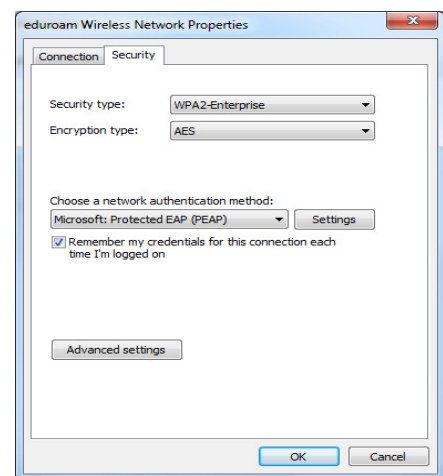 eduroam Wireless Network Properties
Connection Security
Security type: WPA2-Enterprise
Encryption type: AES
Choose a network authentication method:
Microsoft: Protected EAP (PEAP) Settings
Remember my credentials for this connection each
time I'm logged on
Advanced settings
OK Cancel